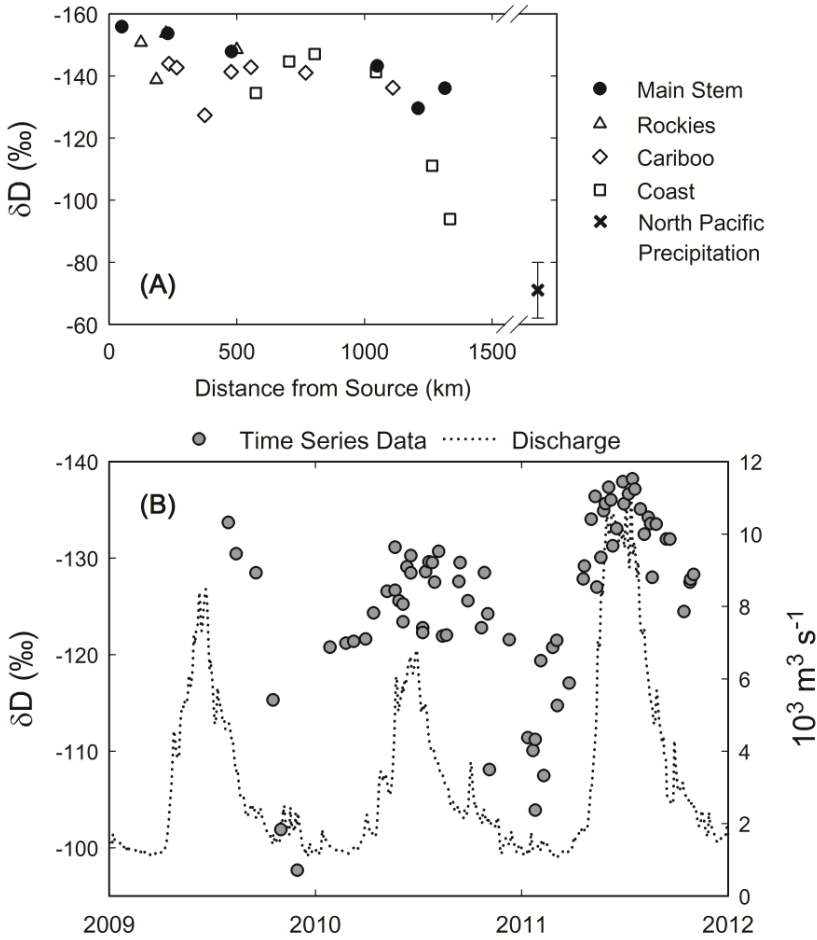 -160
-140
-120
-100
-80
-60
δD (‰)
(A)
0
500
1000
1500
Distance from Source (km)
Main Stem
Rockies
Cariboo
Coast
North Pacific
Precipitation
Time Series Data
Discharge
-140
-130
-120
-110
-100
δD (‰)
(B)
12
10
8
6
4
2
0
10³ m³ s⁻¹
2009
2010
2011
2012